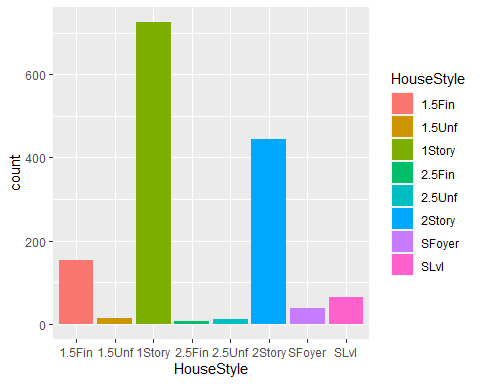 count
600
400
200
0
1.5Fin 1.5Unf 1Story 2.5Fin 2.5Unf 2Story SFoyer SLvl
HouseStyle
HouseStyle
1.5Fin
1.5Unf
1Story
2.5Fin
2.5Unf
2Story
SFoyer
SLvl